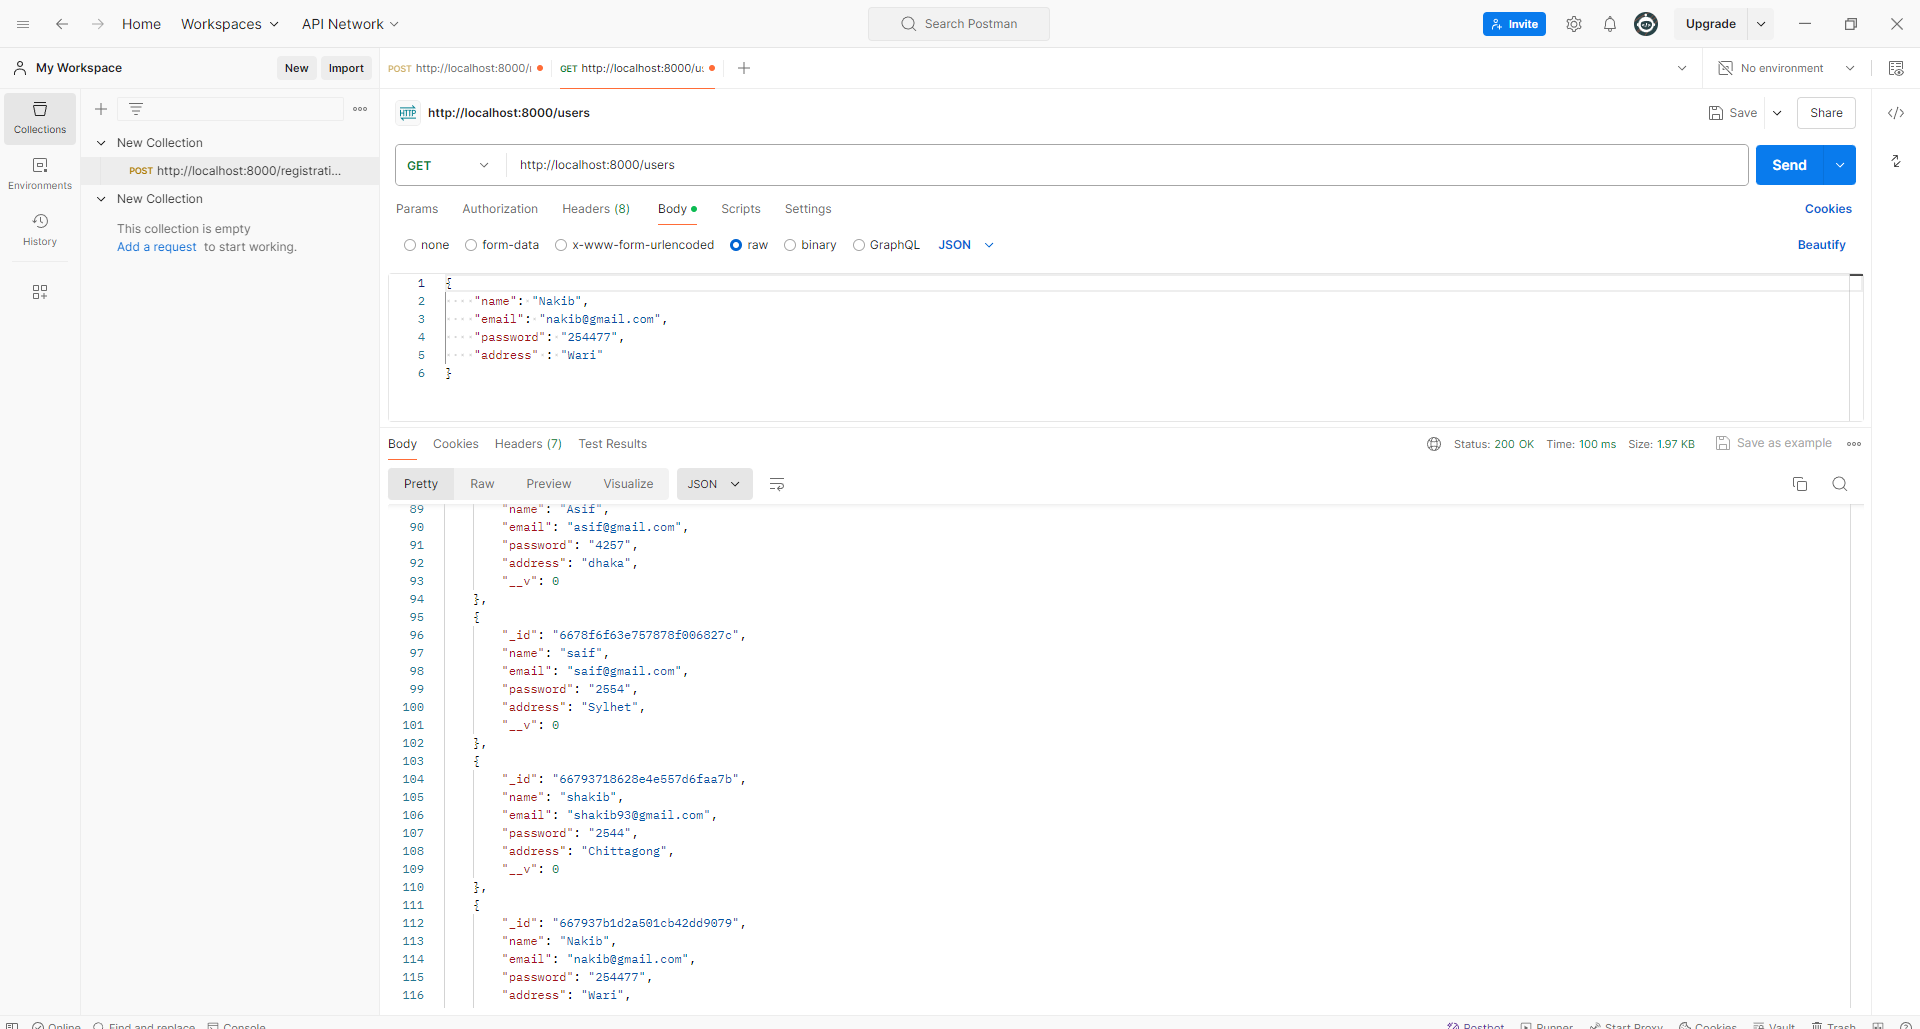 Home Workspaces API Network Search Postman Invite Upgrade
My Workspace New Import POST http://localhost:8000/ GET http://localhost:8000/u No environment
Collections
Environments
History
New Collection
POST http://localhost:8000/registrati...
New Collection
This collection is empty
Add a request to start working.
HTTP http://localhost:8000/users Save Share
GET http://localhost:8000/users Send
Params Authorization Headers (8) Body Scripts Settings Cookies
none form-data x-www-form-urlencoded raw binary GraphQL JSON Beautify
1 {
2 "name": "Nakib",
3 "email": "nakib@gmail.com",
4 "password": "254477",
5 "address" : "Wari"
6 }
Body Cookies Headers (7) Test Results Status: 200 OK Time: 100 ms Size: 1.97 KB Save as example
Pretty Raw Preview Visualize JSON
89 "name": "Asif",
90 "email": "asif@gmail.com",
91 "password": "4257",
92 "address": "dhaka",
93 "__v": 0
94 },
95 {
96 "_id": "6678f6f63e757878f006827c",
97 "name": "saif",
98 "email": "saif@gmail.com",
99 "password": "2554",
100 "address": "Sylhet",
101 "__v": 0
102 },
103 {
104 "_id": "66793718628e4e557d6faa7b",
105 "name": "shakib",
106 "email": "shakib93@gmail.com",
107 "password": "2544",
108 "address": "Chittagong",
109 "__v": 0
110 },
111 {
112 "_id": "667937b1d2a501cb42dd9079",
113 "name": "Nakib",
114 "email": "nakib@gmail.com",
115 "password": "254477",
116 "address": "Wari",
Online Find and replace Console Postbot Runner Start Proxy Cookies Vault Trash